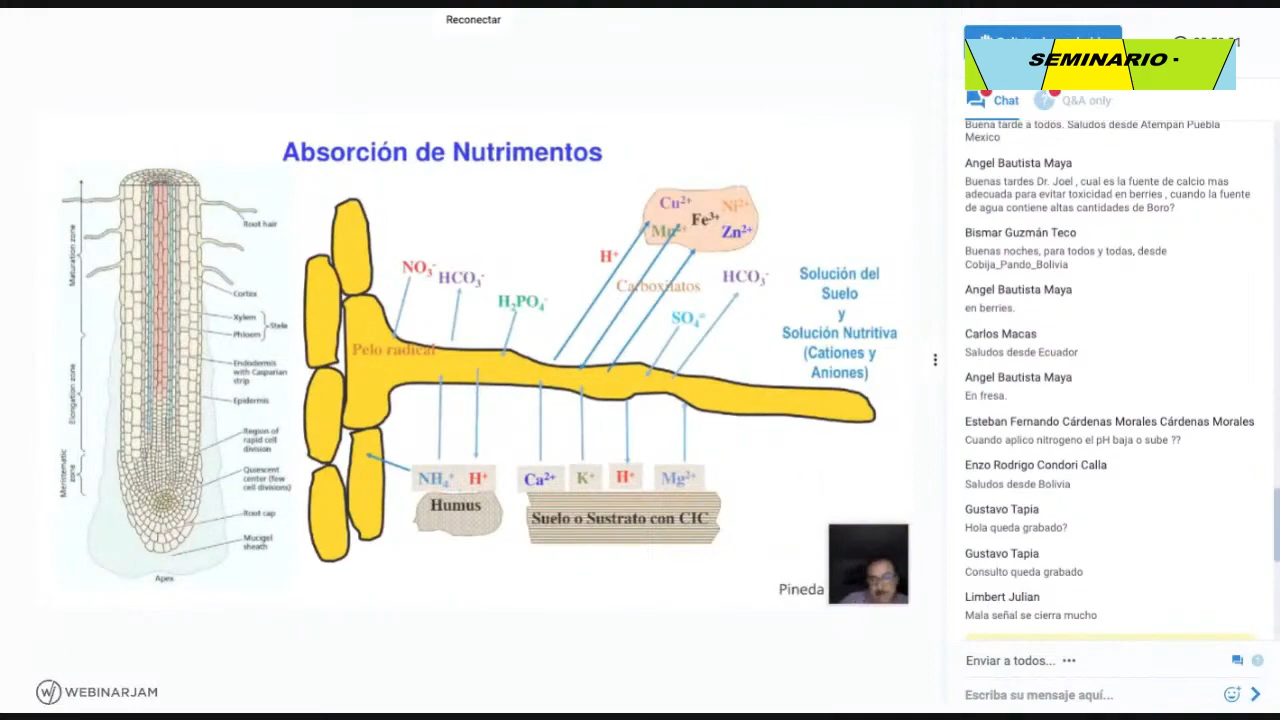 Reconectar
Absorción de Nutrimentos
Root hair
Maturation zone
Cortex
Xylem
Phloem
Stele
Endodermis
with Casparian
strip
Elongation zone
Epidermis
Region of
rapid cell
division
Meristematic
zone
Quiescent
center (few
cell divisions)
Root cap
Mucigel
sheath
Apex
NO₃⁻
HCO₃⁻
H₂PO₄⁻
Pelo radical
H⁺
Cu²⁺
Ni²⁺
Fe³⁺
Mn²⁺
Zn²⁺
Carboxilatos
HCO₃⁻
SO₄⁼
Solución del
Suelo
y
Solución Nutritiva
(Cationes y
Aniones)
NH₄⁺
H⁺
Humus
Ca²⁺
K⁺
H⁺
Mg²⁺
Suelo o Sustrato con CIC
Pineda
WEBINARJAM
SEMINARIO -
Chat
Q&A only
Buena tarde a todos. Saludos desde Atempan Puebla
Mexico
Angel Bautista Maya
Buenas tardes Dr. Joel , cual es la fuente de calcio mas
adecuada para evitar toxicidad en berries , cuando la fuente
de agua contiene altas cantidades de Boro?
Bismar Guzmán Teco
Buenas noches, para todos y todas, desde
Cobija_Pando_Bolivia
Angel Bautista Maya
en berries.
Carlos Macas
Saludos desde Ecuador
Angel Bautista Maya
En fresa.
Esteban Fernando Cárdenas Morales Cárdenas Morales
Cuando aplico nitrogeno el pH baja o sube ??
Enzo Rodrigo Condori Calla
Saludos desde Bolivia
Gustavo Tapia
Hola queda grabado?
Gustavo Tapia
Consulto queda grabado
Limbert Julian
Mala señal se cierra mucho
Enviar a todos...
Escriba su mensaje aquí...